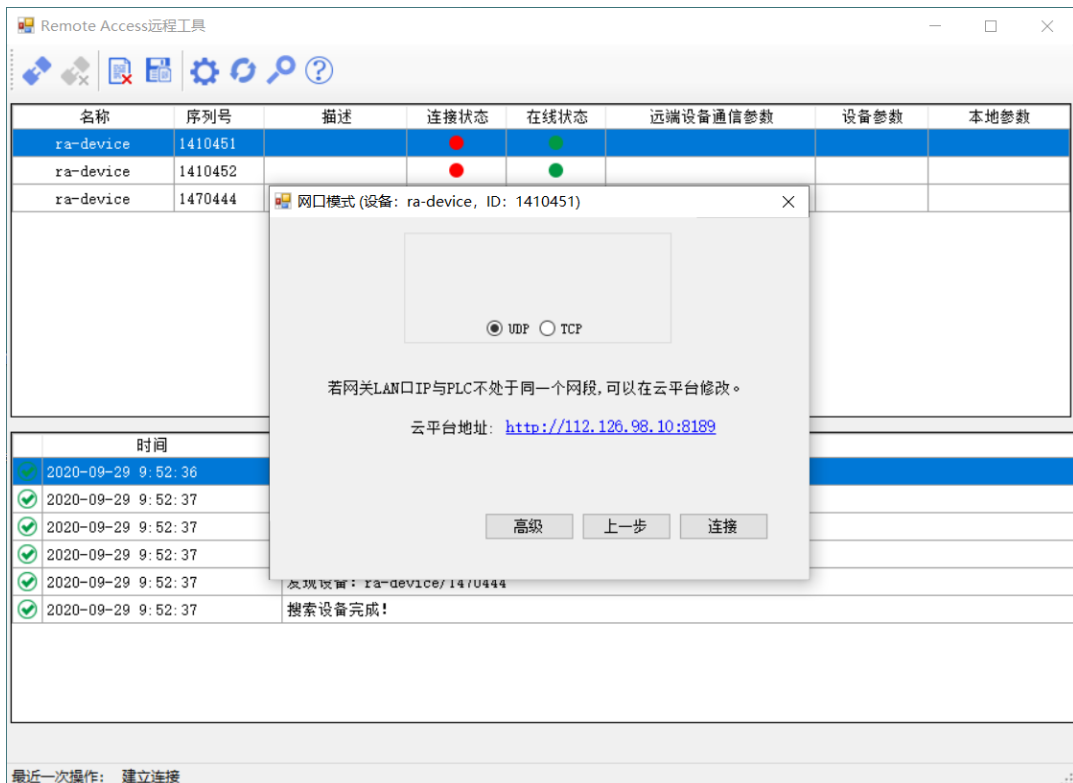 Remote Access远程工具
名称 序列号 描述 连接状态 在线状态 远端设备通信参数 设备参数 本地参数
ra-device 1410451
ra-device 1410452
ra-device 1470444
网口模式 (设备：ra-device，ID：1410451)
UDP TCP
若网关LAN口IP与PLC不处于同一个网段,可以在云平台修改。
云平台地址: http://112.126.98.10:8189
高级 上一步 连接
时间
2020-09-29 9:52:36
2020-09-29 9:52:37
2020-09-29 9:52:37
2020-09-29 9:52:37
2020-09-29 9:52:37 发现设备: ra-device/1470444
2020-09-29 9:52:37 搜索设备完成!
最近一次操作: 建立连接